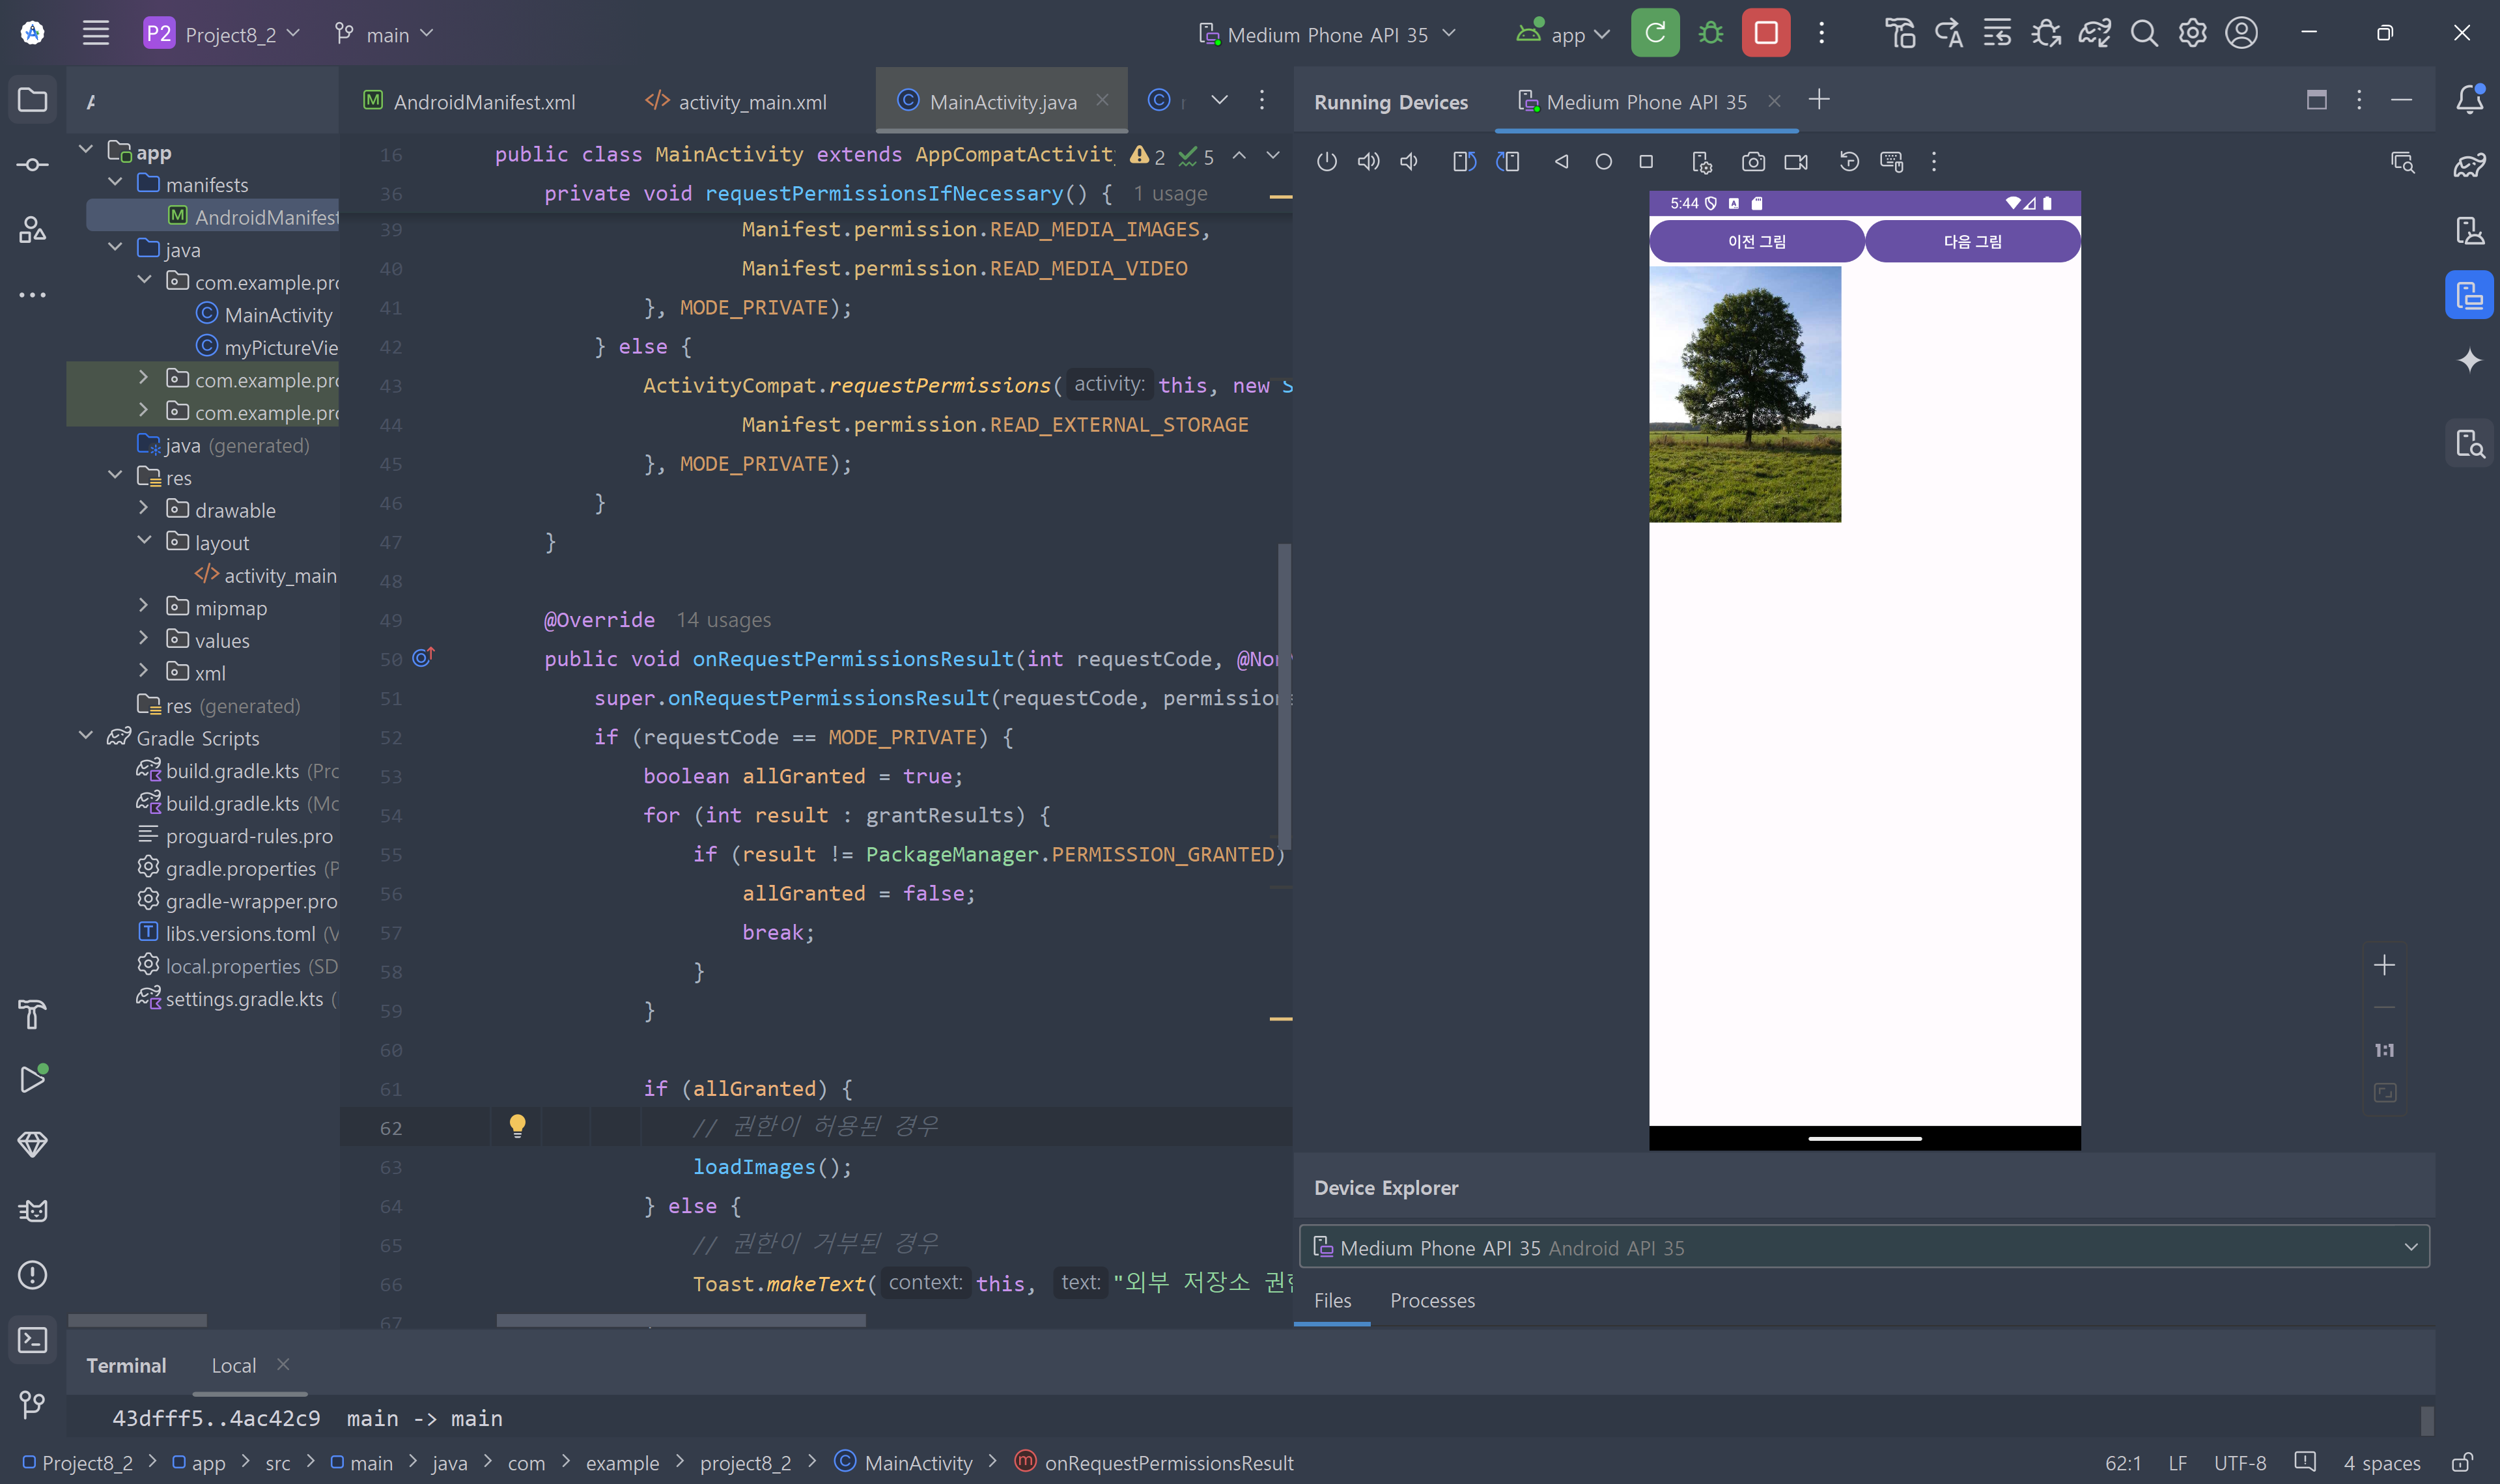 P2 Project8_2 main Medium Phone API 35 app
AndroidManifest.xml activity_main.xml MainActivity.java Running Devices Medium Phone API 35
app
manifests
AndroidManifest
java
com.example.pro
MainActivity
myPictureVie
com.example.pro
com.example.pro
java (generated)
res
drawable
layout
activity_main
mipmap
values
xml
res (generated)
Gradle Scripts
build.gradle.kts (Pro
build.gradle.kts (Mo
proguard-rules.pro
gradle.properties (P
gradle-wrapper.pro
libs.versions.toml (V
local.properties (SD
settings.gradle.kts (
16 public class MainActivity extends AppCompatActivit 2 5
36 private void requestPermissionsIfNecessary() { 1 usage
39 Manifest.permission.READ_MEDIA_IMAGES,
40 Manifest.permission.READ_MEDIA_VIDEO
41 }, MODE_PRIVATE);
42 } else {
43 ActivityCompat.requestPermissions( activity: this, new S
44 Manifest.permission.READ_EXTERNAL_STORAGE
45 }, MODE_PRIVATE);
46 }
47 }
48
49 @Override 14 usages
50 public void onRequestPermissionsResult(int requestCode, @Non
51 super.onRequestPermissionsResult(requestCode, permissions
52 if (requestCode == MODE_PRIVATE) {
53 boolean allGranted = true;
54 for (int result : grantResults) {
55 if (result != PackageManager.PERMISSION_GRANTED)
56 allGranted = false;
57 break;
58 }
59 }
60
61 if (allGranted) {
62 // 권한이 허용된 경우
63 loadImages();
64 } else {
65 // 권한이 거부된 경우
66 Toast.makeText( context: this, text: "외부 저장소 권한
67
5:44
이전 그림 다음 그림
1:1
Device Explorer
Medium Phone API 35 Android API 35
Files Processes
Terminal Local
43dfff5..4ac42c9 main -> main
Project8_2 > app > src > main > java > com > example > project8_2 > MainActivity > onRequestPermissionsResult 62:1 LF UTF-8 4 spaces